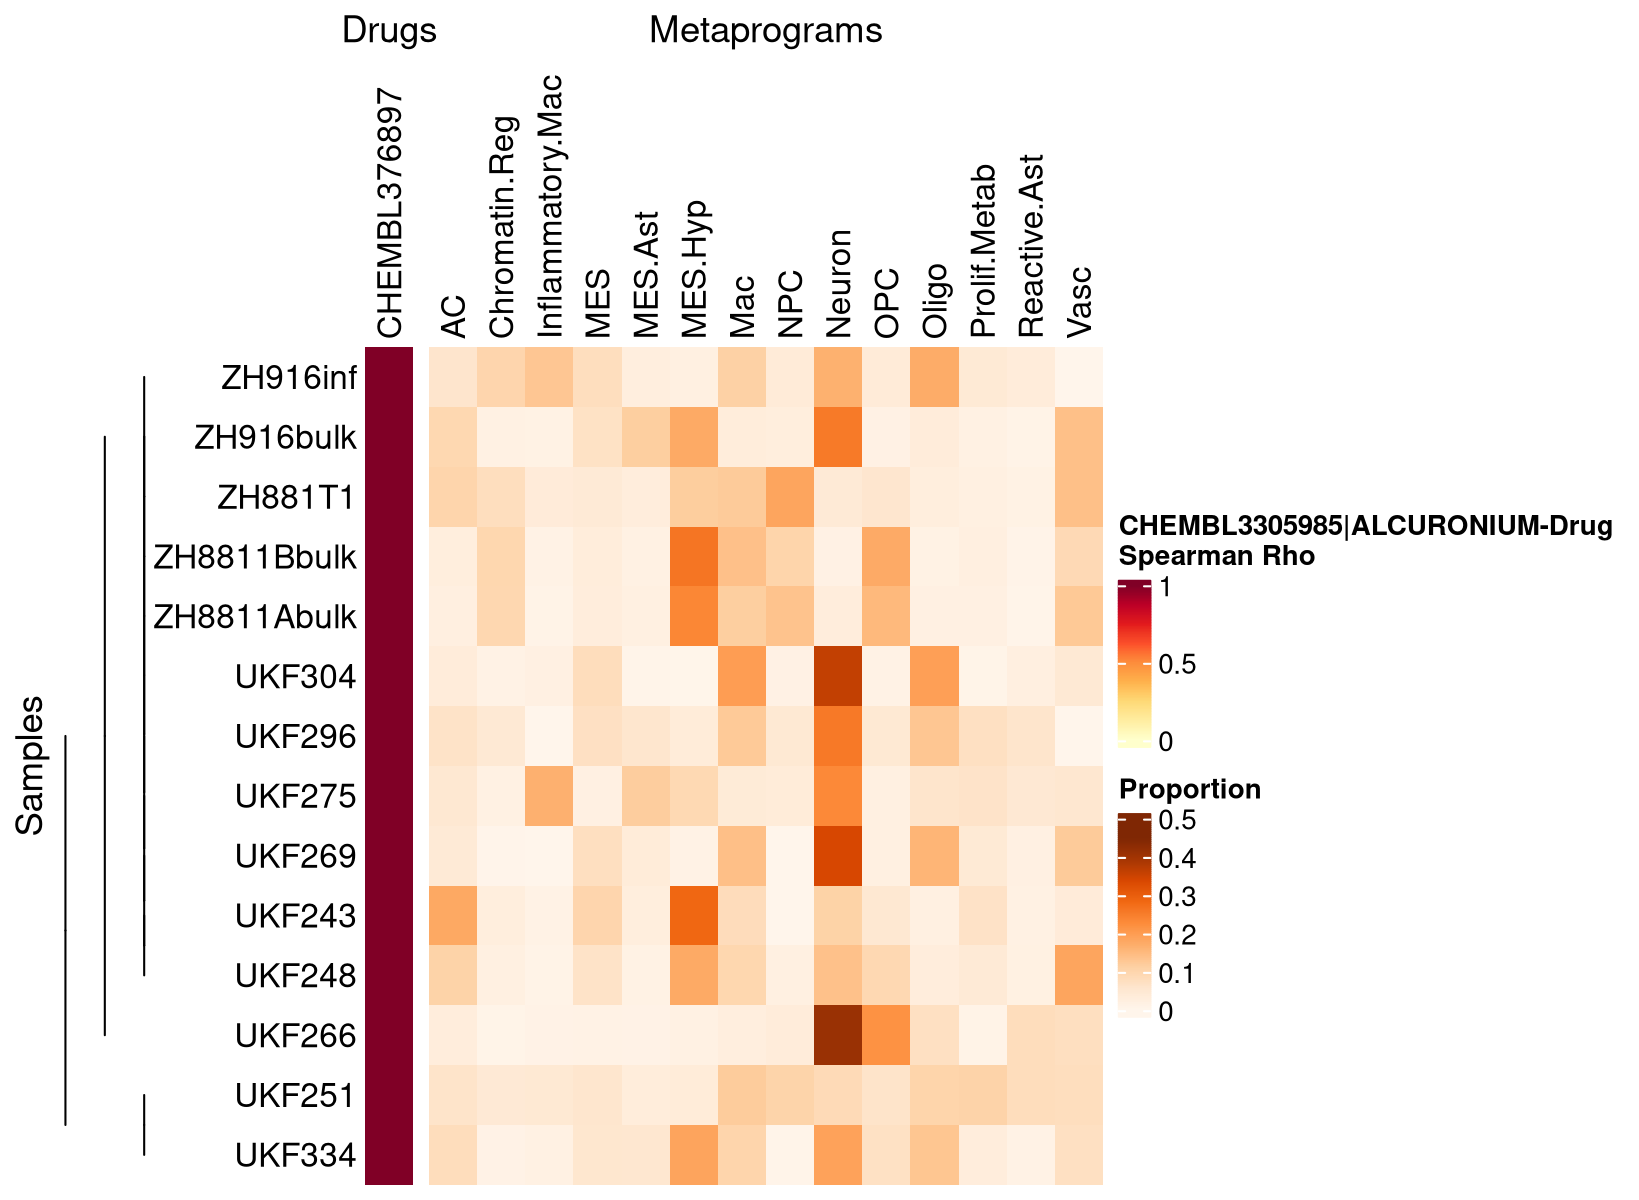 Drugs
Metaprograms
CHEMBL376897
AC
Chromatin.Reg
Inflammatory.Mac
MES
MES.Ast
MES.Hyp
Mac
NPC
Neuron
OPC
Oligo
Prolif.Metab
Reactive.Ast
Vasc
Samples
ZH916inf
ZH916bulk
ZH881T1
ZH8811Bbulk
ZH8811Abulk
UKF304
UKF296
UKF275
UKF269
UKF243
UKF248
UKF266
UKF251
UKF334
CHEMBL3305985|ALCURONIUM-Drug
Spearman Rho
1
0.5
0
Proportion
0.5
0.4
0.3
0.2
0.1
0